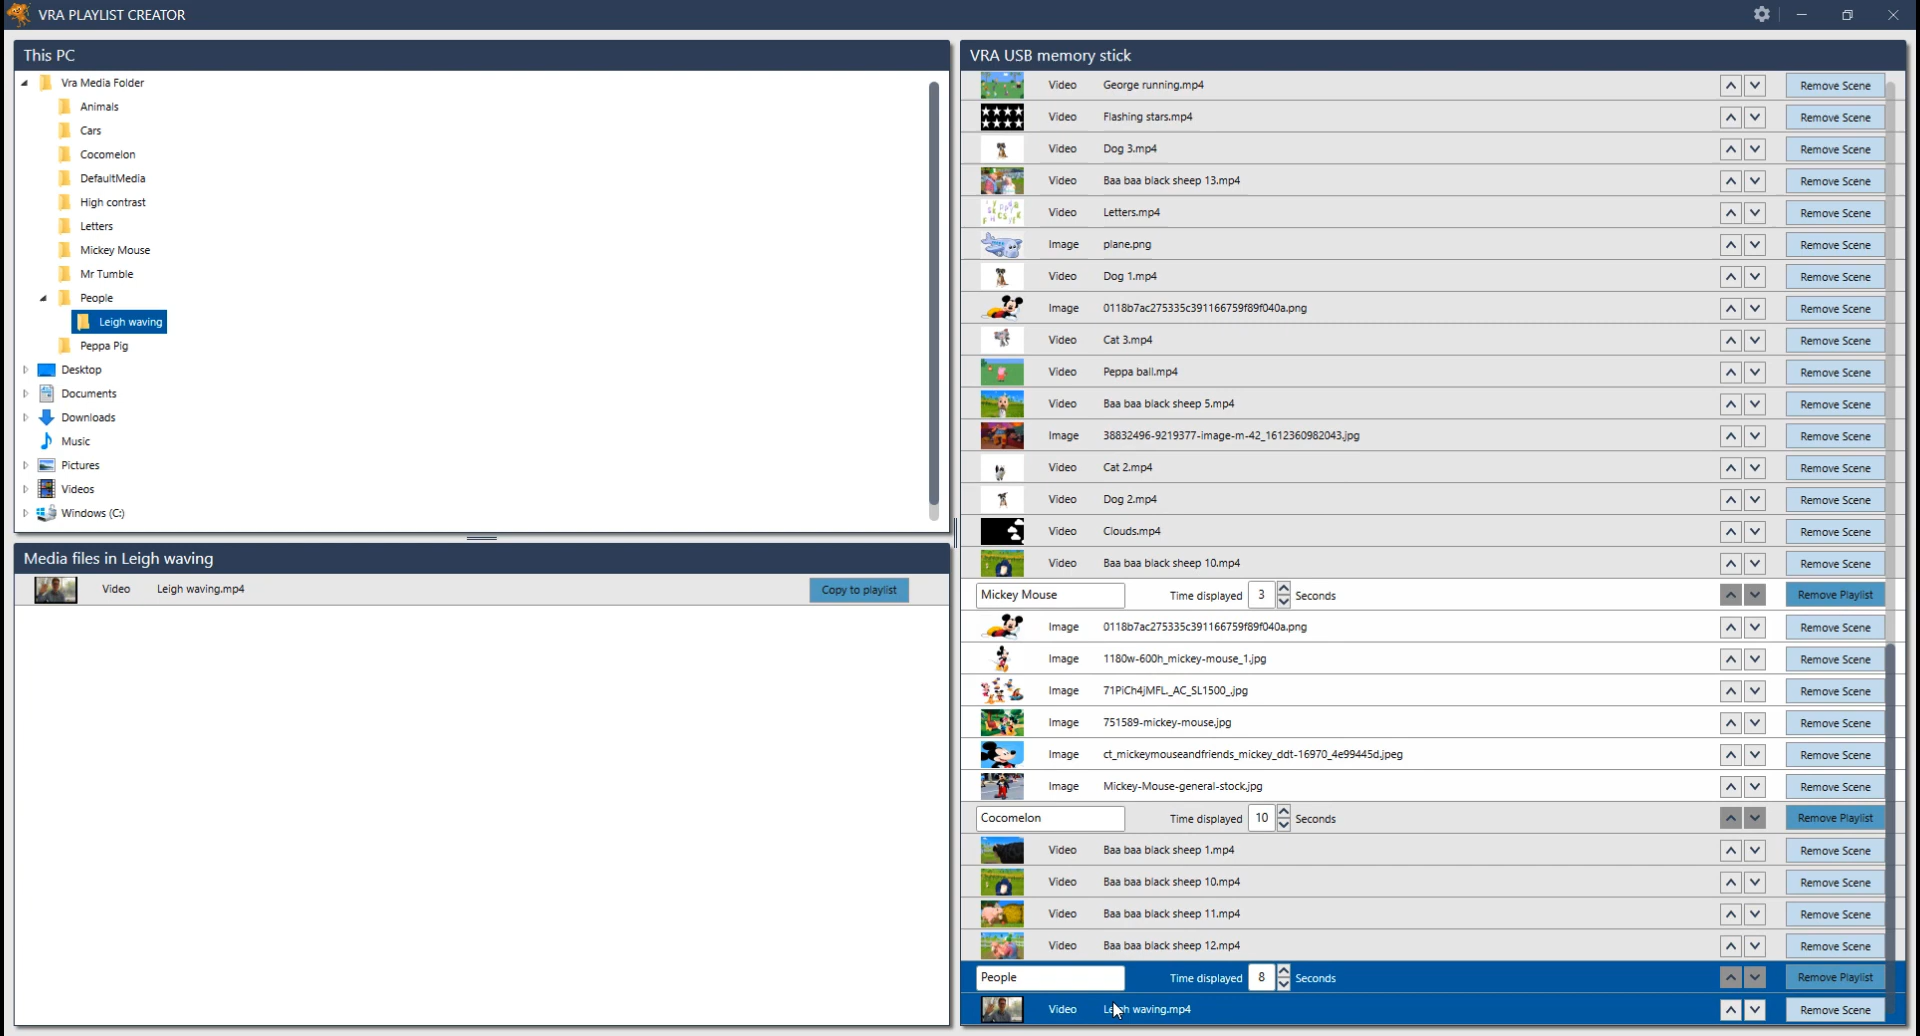 VRA PLAYLIST CREATOR
This PC
Vra Media Folder
Animals
Cars
Cocomelon
DefaultMedia
High contrast
Letters
Mickey Mouse
Mr Tumble
People
Leigh waving
Peppa Pig
Desktop
Documents
Downloads
Music
Pictures
Videos
Windows (C:)
Media files in Leigh waving
Video Leigh waving.mp4 Copy to playlist
VRA USB memory stick
Video George running.mp4 Remove Scene
Video Flashing stars.mp4 Remove Scene
Video Dog 3.mp4 Remove Scene
Video Baa baa black sheep 13.mp4 Remove Scene
Video Letters.mp4 Remove Scene
Image plane.png Remove Scene
Video Dog 1.mp4 Remove Scene
Image 0118b7ac275335c391166759f89f040a.png Remove Scene
Video Cat 3.mp4 Remove Scene
Video Peppa ball.mp4 Remove Scene
Video Baa baa black sheep 5.mp4 Remove Scene
Image 38832496-9219377-image-m-42_1612360982043.jpg Remove Scene
Video Cat 2.mp4 Remove Scene
Video Dog 2.mp4 Remove Scene
Video Clouds.mp4 Remove Scene
Video Baa baa black sheep 10.mp4 Remove Scene
Mickey Mouse Time displayed 3 Seconds Remove Playlist
Image 0118b7ac275335c391166759f89f040a.png Remove Scene
Image 1180w-600h_mickey-mouse_1.jpg Remove Scene
Image 71PiCh4jMFL._AC_SL1500_.jpg Remove Scene
Image 751589-mickey-mouse.jpg Remove Scene
Image ct_mickeymouseandfriends_mickey_ddt-16970_4e99445d.jpeg Remove Scene
Image Mickey-Mouse-general-stock.jpg Remove Scene
Cocomelon Time displayed 10 Seconds Remove Playlist
Video Baa baa black sheep 1.mp4 Remove Scene
Video Baa baa black sheep 10.mp4 Remove Scene
Video Baa baa black sheep 11.mp4 Remove Scene
Video Baa baa black sheep 12.mp4 Remove Scene
People Time displayed 8 Seconds Remove Playlist
Video Leigh waving.mp4 Remove Scene